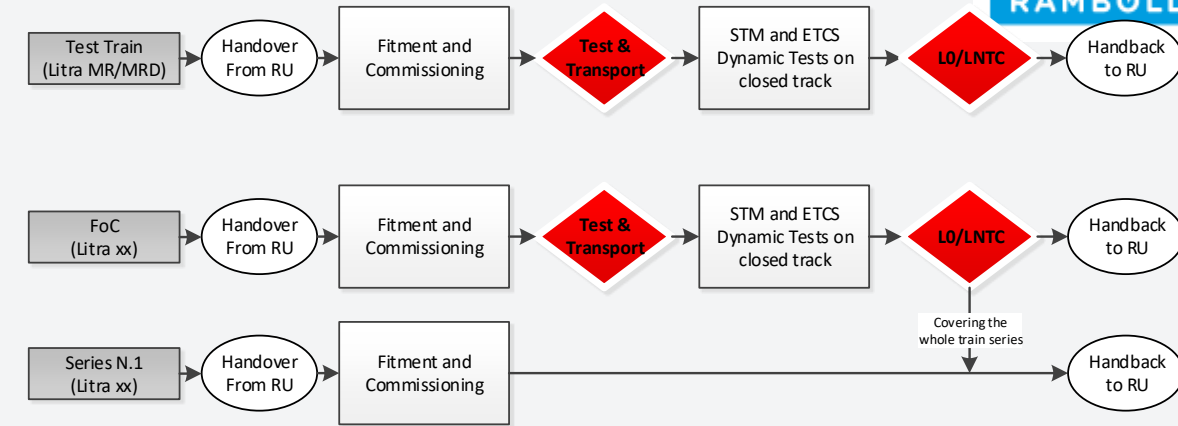 RAMBOLL
Test Train
(Litra MR/MRD)
Handover
From RU
Fitment and
Commissioning
Test &
Transport
STM and ETCS
Dynamic Tests on
closed track
L0/LNTC
Handback
to RU
FoC
(Litra xx)
Handover
From RU
Fitment and
Commissioning
Test &
Transport
STM and ETCS
Dynamic Tests on
closed track
L0/LNTC
Handback
to RU
Covering the
whole train series
Series N.1
(Litra xx)
Handover
From RU
Fitment and
Commissioning
Handback
to RU